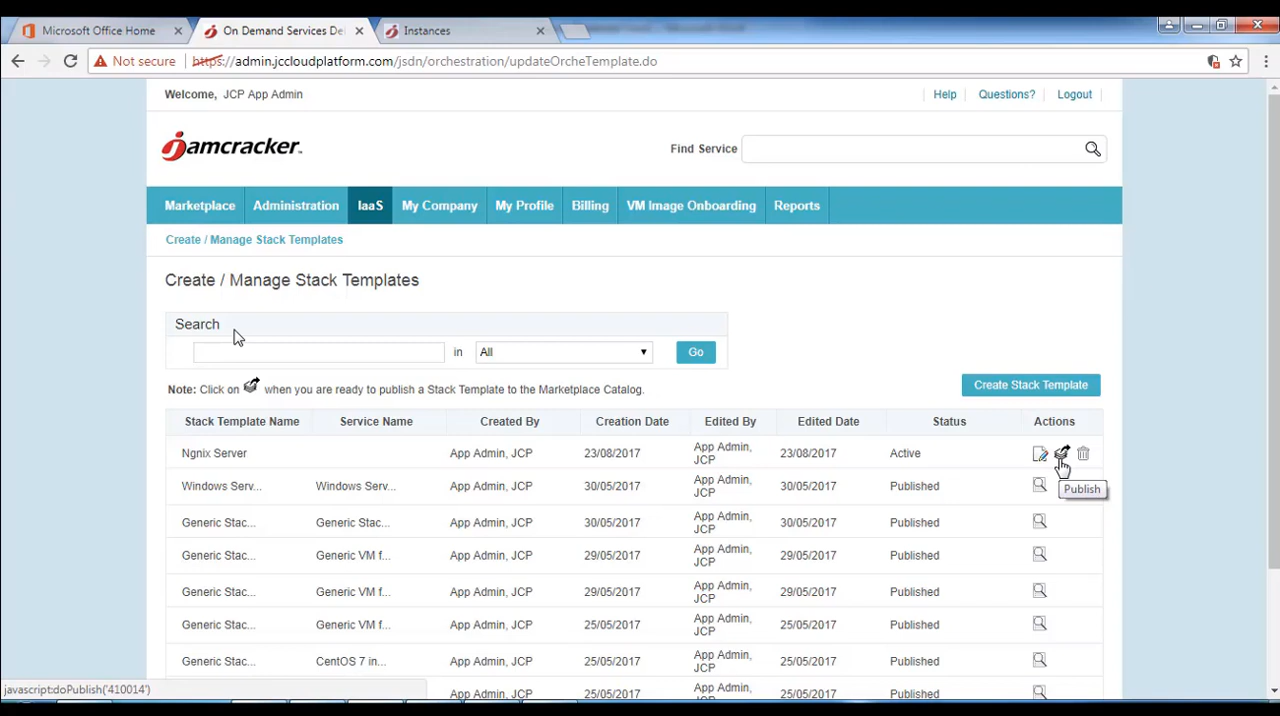 Microsoft Office Home
On Demand Services De
Instances
Not secure
https://admin.jccloudplatform.com/jsdn/orchestration/updateOrcheTemplate.do
Welcome, JCP App Admin
Help
Questions?
Logout
jamcracker
Find Service
Marketplace
Administration
IaaS
My Company
My Profile
Billing
VM Image Onboarding
Reports
Create / Manage Stack Templates
Create / Manage Stack Templates
Search
in
All
Go
Note: Click on when you are ready to publish a Stack Template to the Marketplace Catalog.
Create Stack Template
Stack Template Name Service Name Created By Creation Date Edited By Edited Date Status Actions
Ngnix Server App Admin, JCP 23/08/2017 App Admin, JCP 23/08/2017 Active
Publish
Windows Serv... Windows Serv... App Admin, JCP 30/05/2017 App Admin, JCP 30/05/2017 Published
Generic Stac... Generic Stac... App Admin, JCP 30/05/2017 App Admin, JCP 30/05/2017 Published
Generic Stac... Generic VM f... App Admin, JCP 29/05/2017 App Admin, JCP 29/05/2017 Published
Generic Stac... Generic VM f... App Admin, JCP 29/05/2017 App Admin, JCP 29/05/2017 Published
Generic Stac... Generic VM f... App Admin, JCP 25/05/2017 App Admin, JCP 25/05/2017 Published
Generic Stac... CentOS 7 in... App Admin, JCP 25/05/2017 App Admin, JCP 25/05/2017 Published
App Admin, JCP 25/05/2017 App Admin, JCP 25/05/2017 Published
javascript:doPublish('410014')